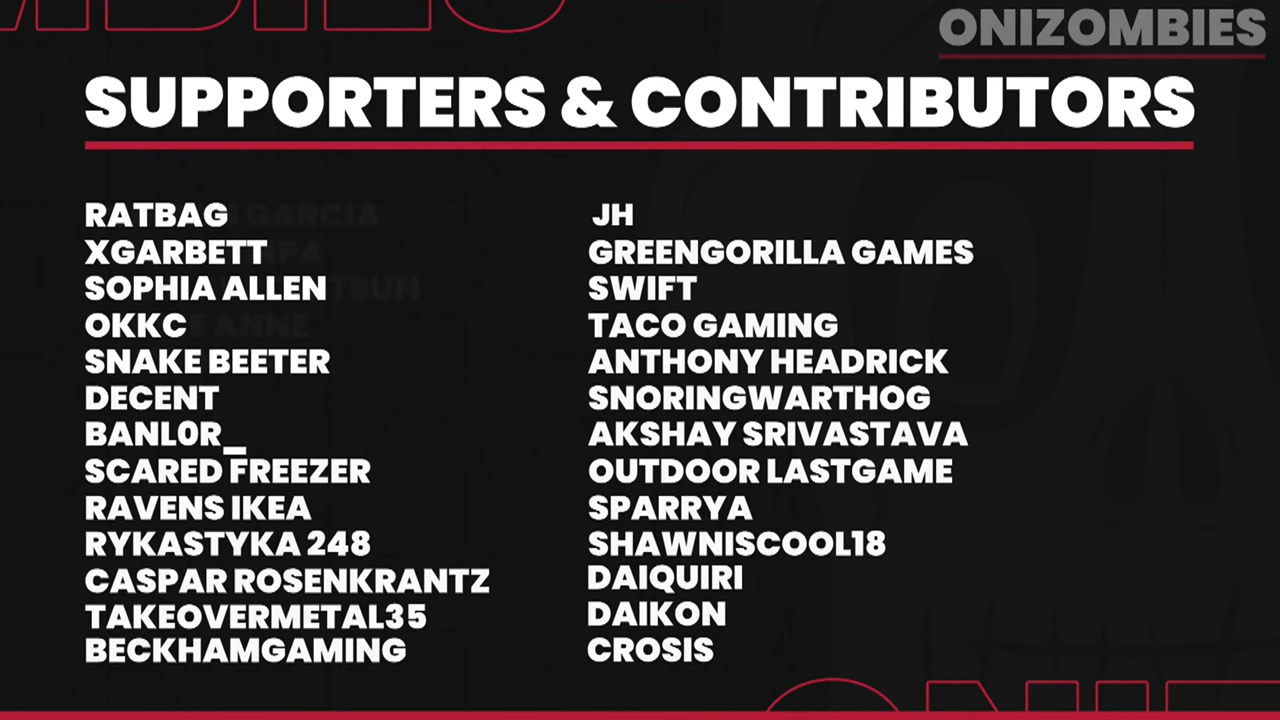 ONIZOMBIES
SUPPORTERS & CONTRIBUTORS
RATBAG
XGARBETT
SOPHIA ALLEN
OKKC
SNAKE BEETER
DECENT
BANL0R_
SCARED FREEZER
RAVENS IKEA
RYKASTYKA 248
CASPAR ROSENKRANTZ
TAKEOVERMETAL35
BECKHAMGAMING
JH
GREENGORILLA GAMES
SWIFT
TACO GAMING
ANTHONY HEADRICK
SNORINGWARTHOG
AKSHAY SRIVASTAVA
OUTDOOR LASTGAME
SPARRYA
SHAWNISCOOL18
DAIQUIRI
DAIKON
CROSIS